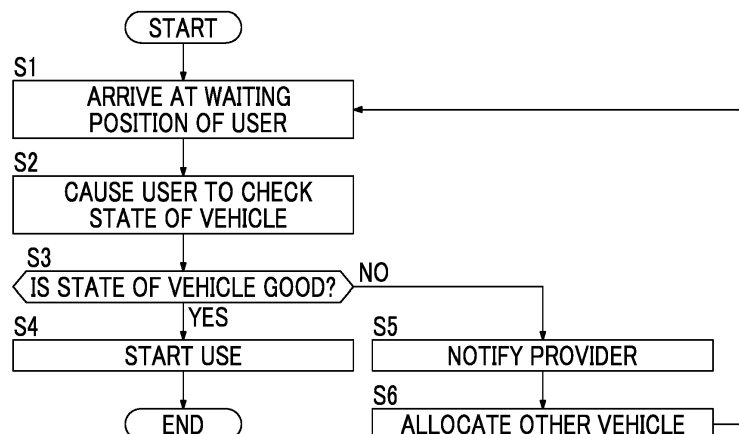 START
S1
ARRIVE AT WAITING
POSITION OF USER
S2
CAUSE USER TO CHECK
STATE OF VEHICLE
S3
IS STATE OF VEHICLE GOOD?
NO
YES
S4
START USE
S5
NOTIFY PROVIDER
END
S6
ALLOCATE OTHER VEHICLE